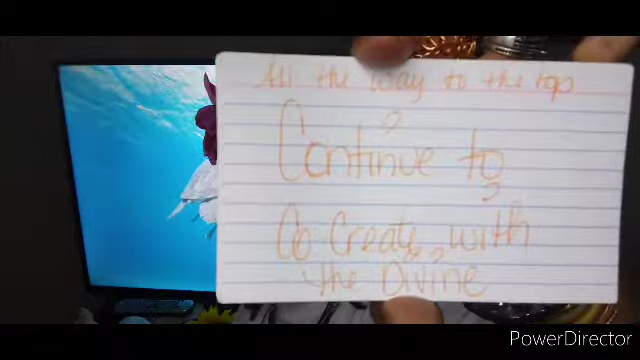 All the way to the top
Continue to
Co Create with
the Divine
PowerDirector